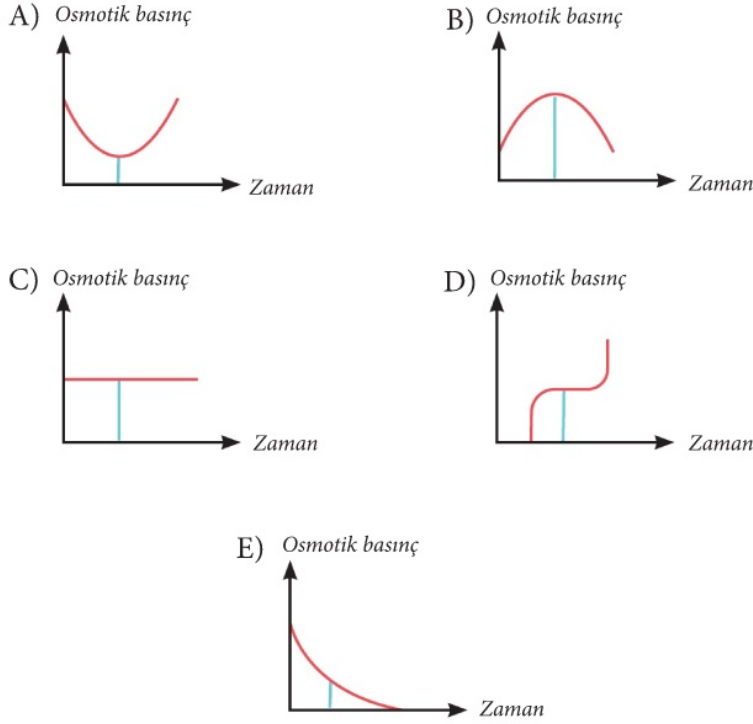 A) Osmotik basınç
Zaman
B) Osmotik basınç
Zaman
C) Osmotik basınç
Zaman
D) Osmotik basınç
Zaman
E) Osmotik basınç
Zaman